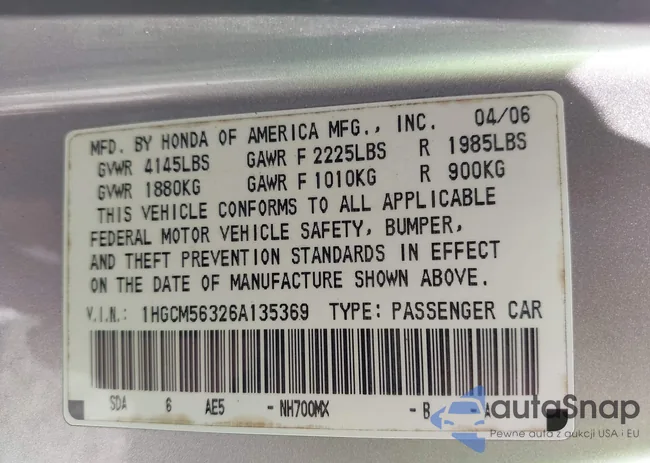 MFD. BY HONDA OF AMERICA MFG., INC. 04/06
GVWR 4145LBS GAWR F 2225LBS R 1985LBS
GVWR 1880KG GAWR F 1010KG R 900KG
THIS VEHICLE CONFORMS TO ALL APPLICABLE
FEDERAL MOTOR VEHICLE SAFETY, BUMPER,
AND THEFT PREVENTION STANDARDS IN EFFECT
ON THE DATE OF MANUFACTURE SHOWN ABOVE.
V.I.N.: 1HGCM56326A135369 TYPE: PASSENGER CAR
SDA 6 AE5 - NH700MX - B - A
autaSnap
Pewne auta z aukcji USA i EU